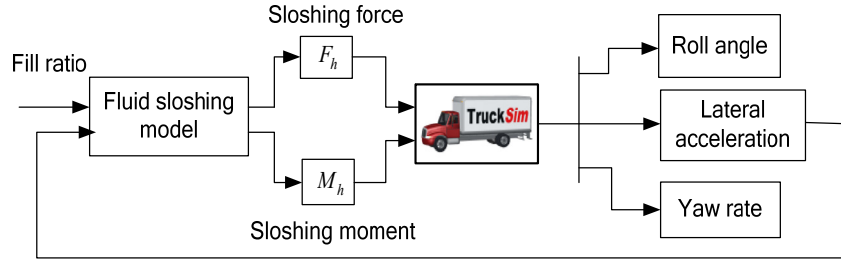 Sloshing force
Fill ratio
Fluid sloshing
model
F_h
M_h
Sloshing moment
TruckSim
Roll angle
Lateral
acceleration
Yaw rate